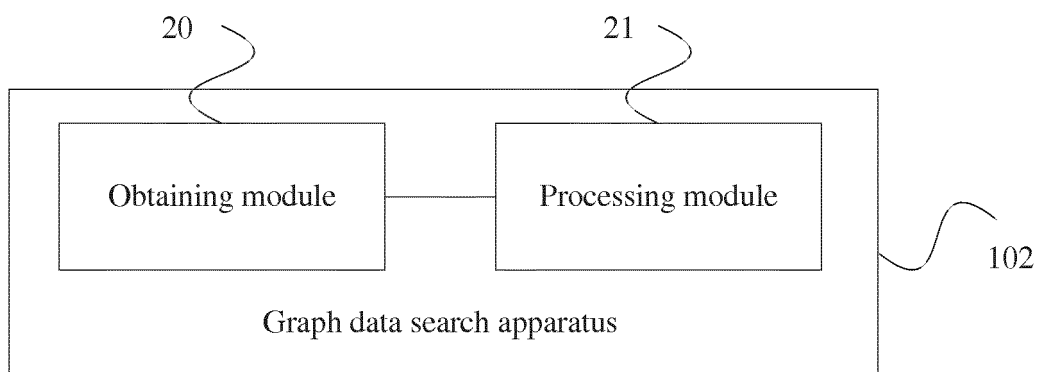 20
21
Obtaining module
Processing module
102
Graph data search apparatus